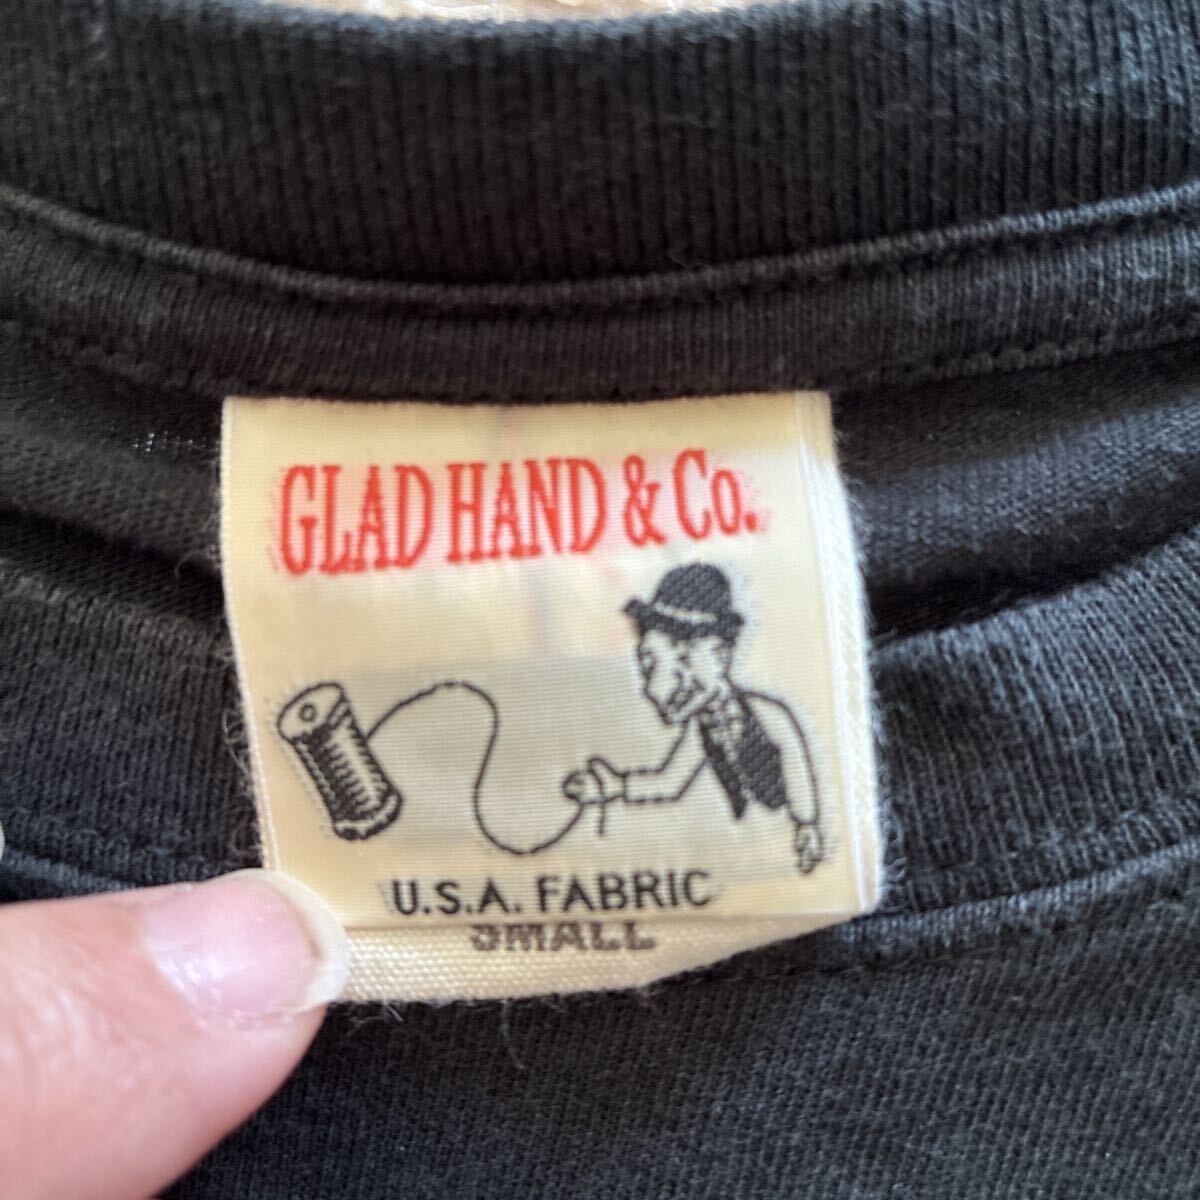 GLAD HAND & Co.
U.S.A. FABRIC
SMALL